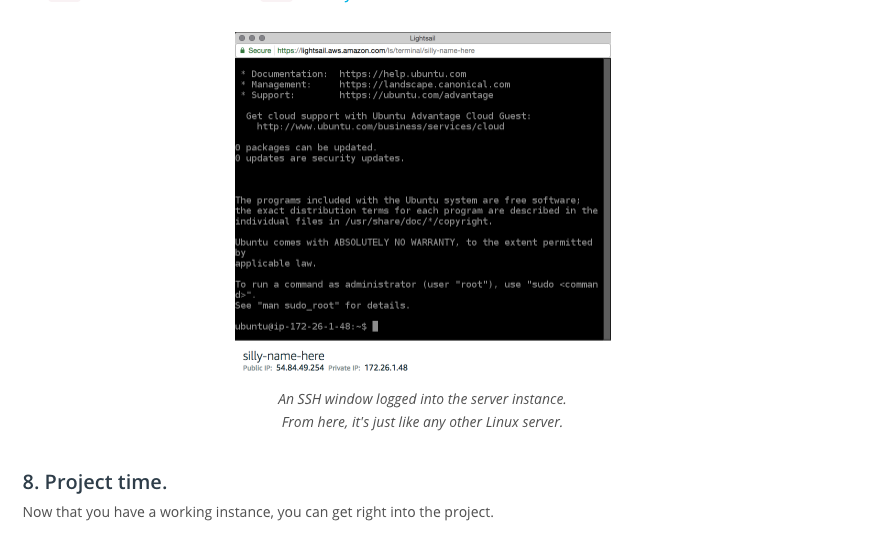 Lightsail
Secure https://lightsail.aws.amazon.com/ls/terminal/silly-name-here
* Documentation: https://help.ubuntu.com
* Management: https://landscape.canonical.com
* Support: https://ubuntu.com/advantage
Get cloud support with Ubuntu Advantage Cloud Guest:
http://www.ubuntu.com/business/services/cloud
0 packages can be updated.
0 updates are security updates.
The programs included with the Ubuntu system are free software;
the exact distribution terms for each program are described in the
individual files in /usr/share/doc/*/copyright.
Ubuntu comes with ABSOLUTELY NO WARRANTY, to the extent permitted
by
applicable law.
To run a command as administrator (user "root"), use "sudo <comman
d>".
See "man sudo_root" for details.
ubuntu@ip-172-26-1-48:~$
silly-name-here
Public IP: 54.84.49.254 Private IP: 172.26.1.48
An SSH window logged into the server instance.
From here, it's just like any other Linux server.
8. Project time.
Now that you have a working instance, you can get right into the project.